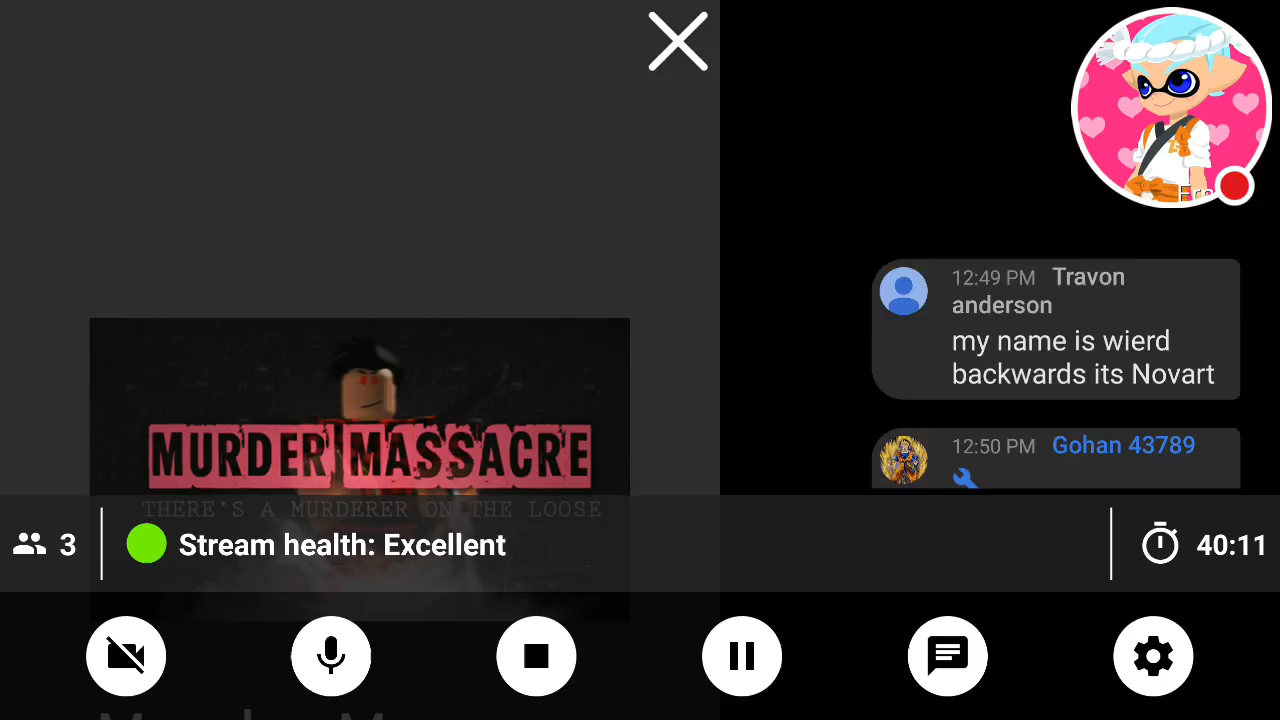 12:49 PM Travon
anderson
my name is wierd
backwards its Novart
12:50 PM Gohan 43789
MURDER MASSACRE
THERE'S A MURDERER ON THE LOOSE
3
Stream health: Excellent
40:11